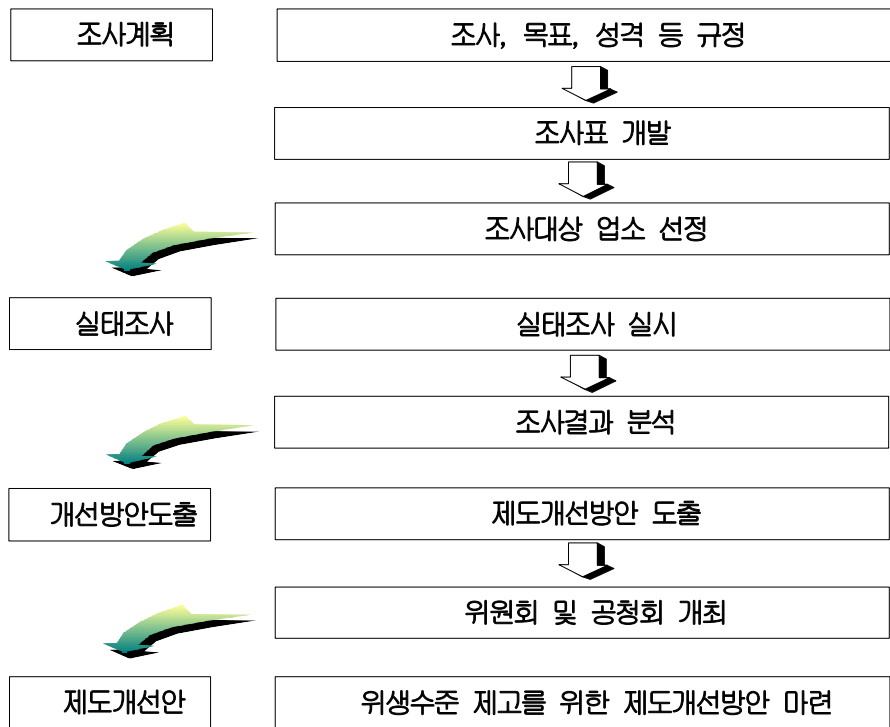 조사계획
조사, 목표, 성격 등 규정
조사표 개발
조사대상 업소 선정
실태조사
실태조사 실시
조사결과 분석
개선방안도출
제도개선방안 도출
위원회 및 공청회 개최
제도개선안
위생수준 제고를 위한 제도개선방안 마련